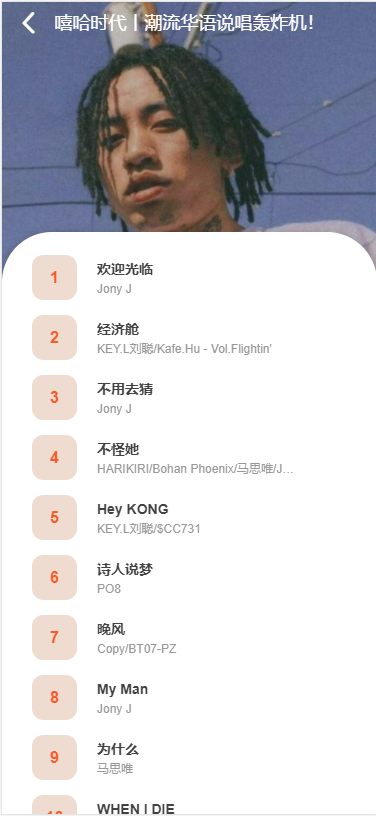 嘻哈时代丨潮流华语说唱轰炸机!
1
欢迎光临
Jony J
2
经济舱
KEY.L刘聪/Kafe.Hu - Vol.Flightin'
3
不用去猜
Jony J
4
不怪她
HARIKIRI/Bohan Phoenix/马思唯/J...
5
Hey KONG
KEY.L刘聪/$CC731
6
诗人说梦
PO8
7
晚风
Copy/BT07-PZ
8
My Man
Jony J
9
为什么
马思唯
10
WHEN I DIE